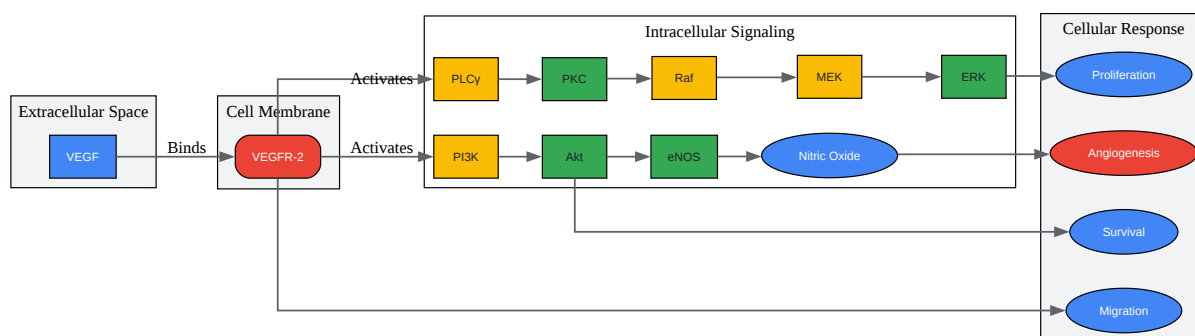 Extracellular Space
VEGF
Binds
Cell Membrane
VEGFR-2
Activates
Activates
Intracellular Signaling
PLCγ
PKC
Raf
MEK
ERK
PI3K
Akt
eNOS
Nitric Oxide
Cellular Response
Proliferation
Angiogenesis
Survival
Migration